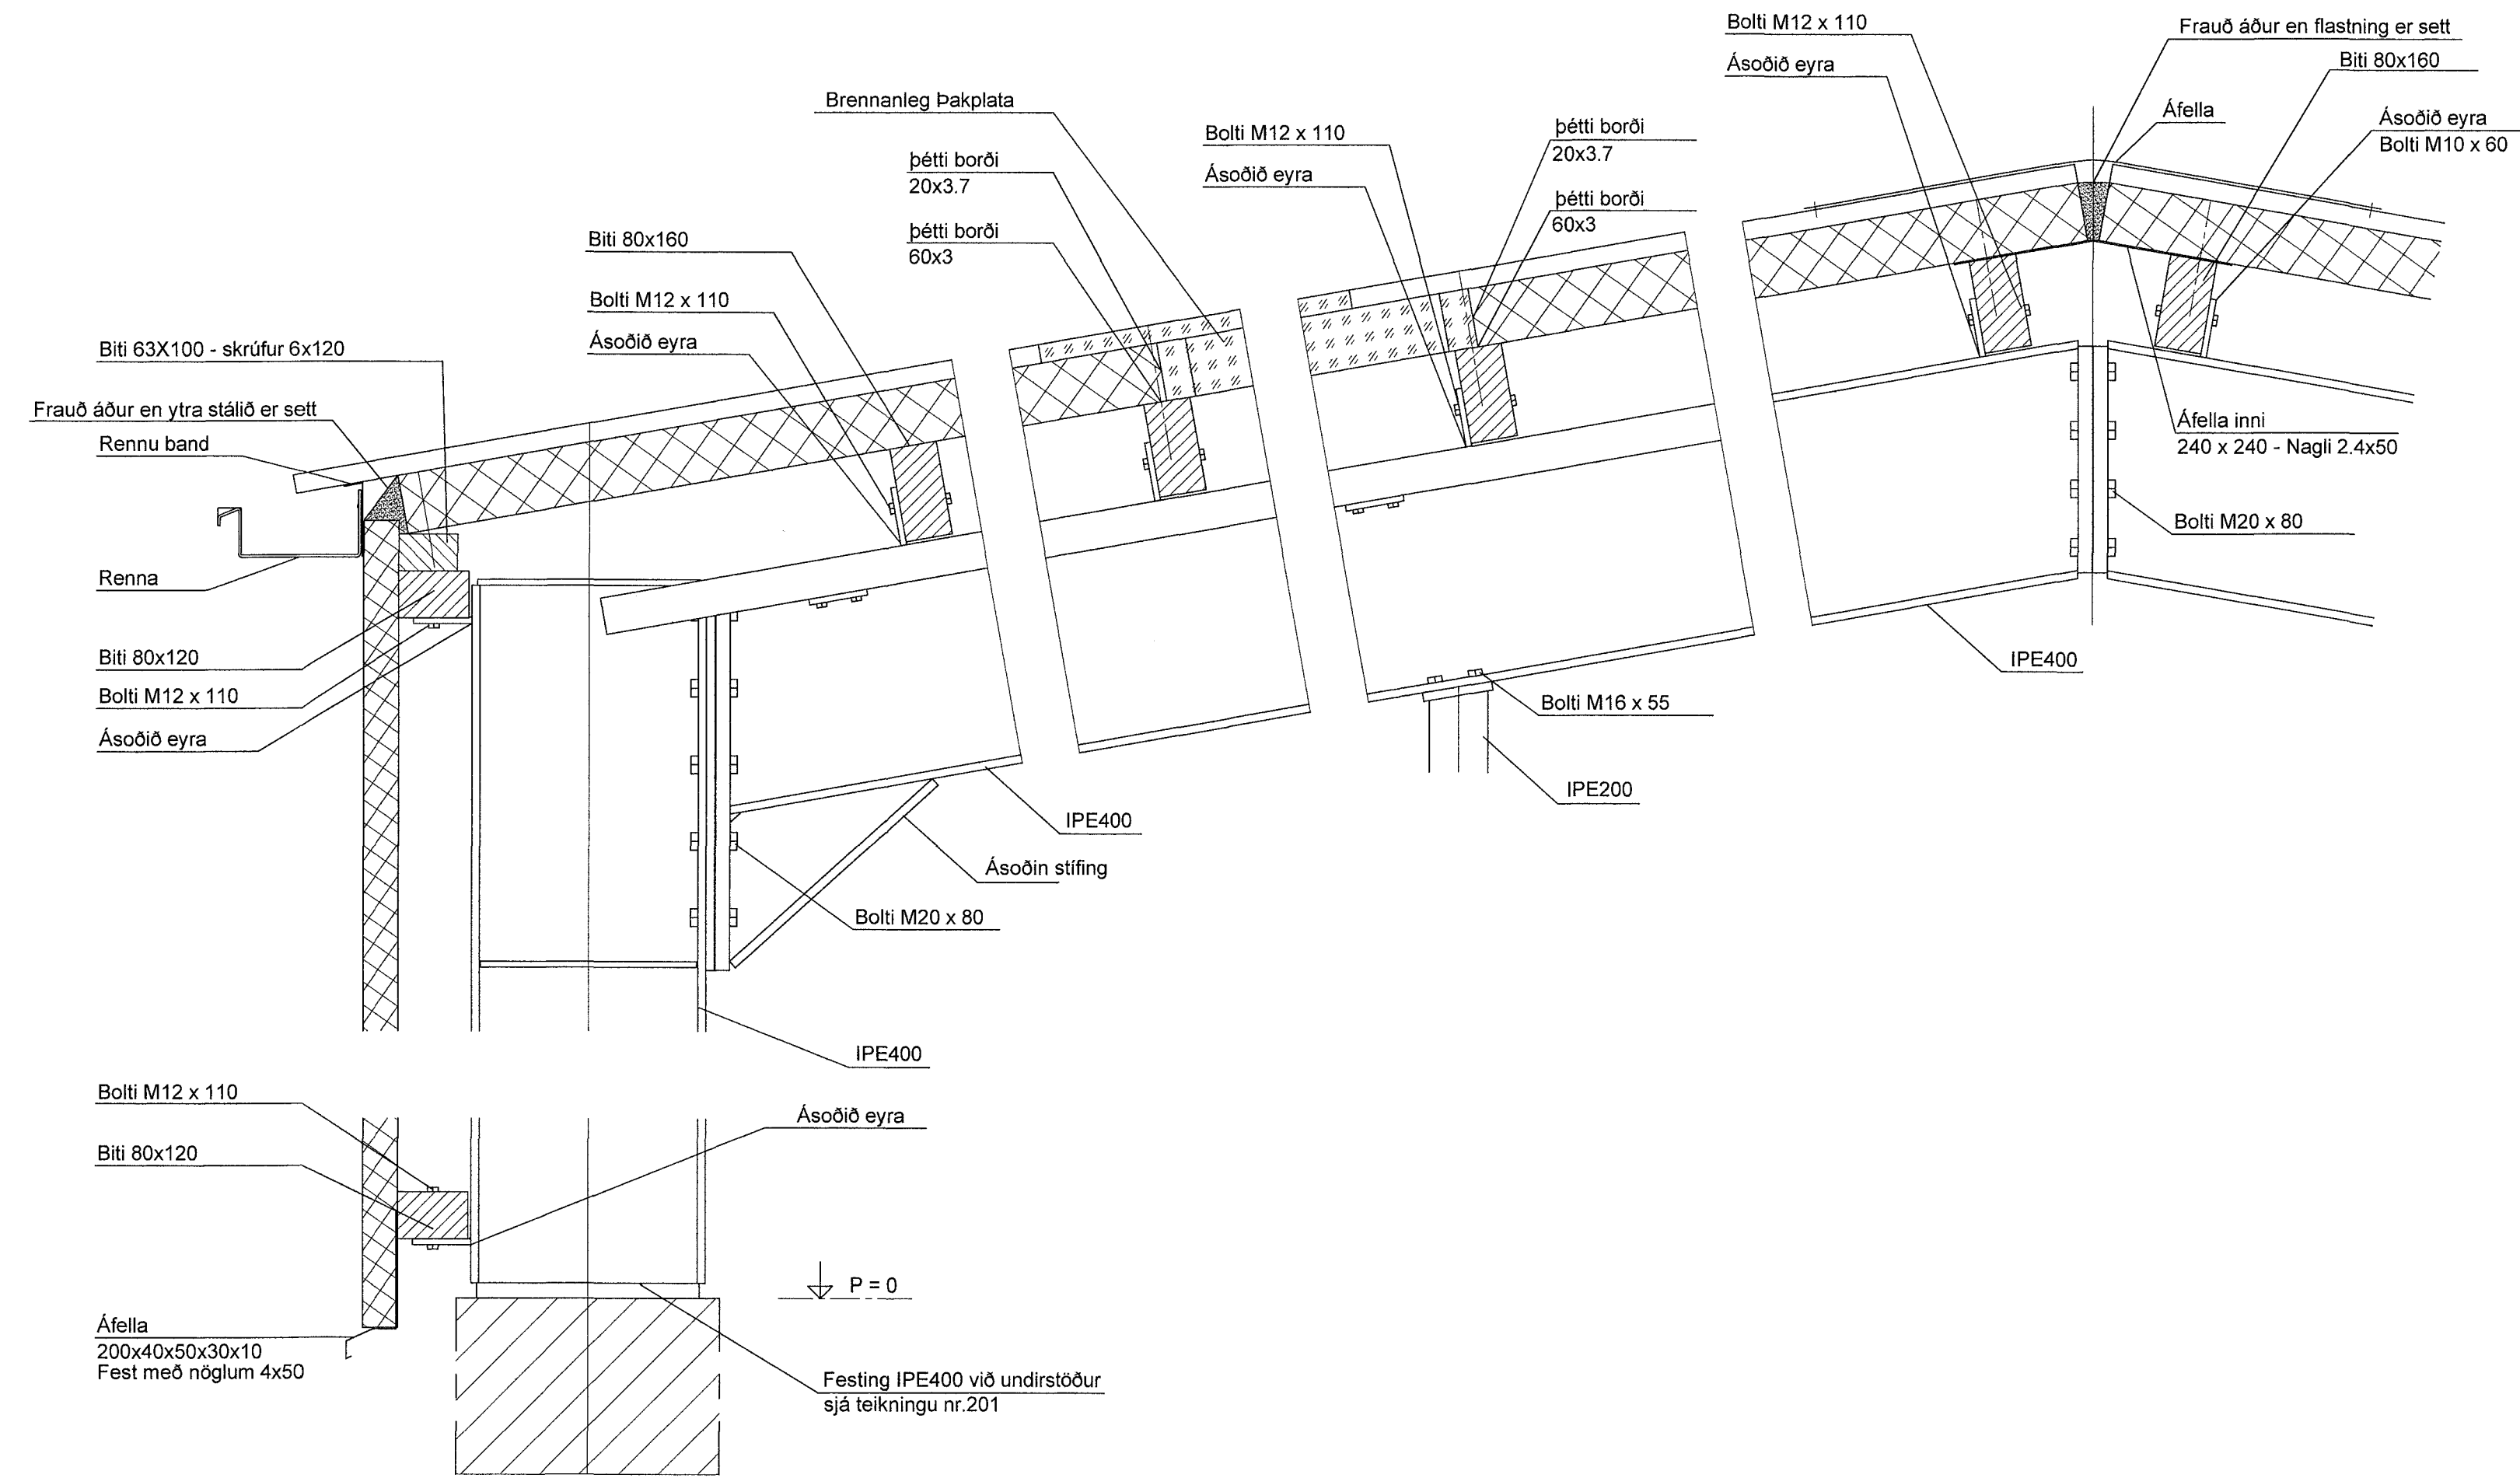 Bolti M12 x 110
Frauð áður en flastning er sett
Ásoðið eyra
Biti 80x160
Áfella
Ásoðið eyra
Bolti M10 x 60
Brennanleg Þakplata
Bolti M12 x 110
þétti borði
20x3.7
Ásoðið eyra
þétti borði
60x3
þétti borði
20x3.7
þétti borði
60x3
Biti 80x160
Bolti M12 x 110
Ásoðið eyra
Biti 63X100 - skrúfur 6x120
Frauð áður en ytra stálið er sett
Rennu band
Renna
Biti 80x120
Bolti M12 x 110
Ásoðið eyra
Áfella inni
240 x 240 - Nagli 2.4x50
Bolti M20 x 80
IPE400
Bolti M16 x 55
IPE200
IPE400
Ásoðin stífing
Bolti M20 x 80
IPE400
Bolti M12 x 110
Ásoðið eyra
Biti 80x120
P = 0
Áfella
200x40x50x30x10
Fest með nöglum 4x50
Festing IPE400 við undirstöður
sjá teikningu nr.201